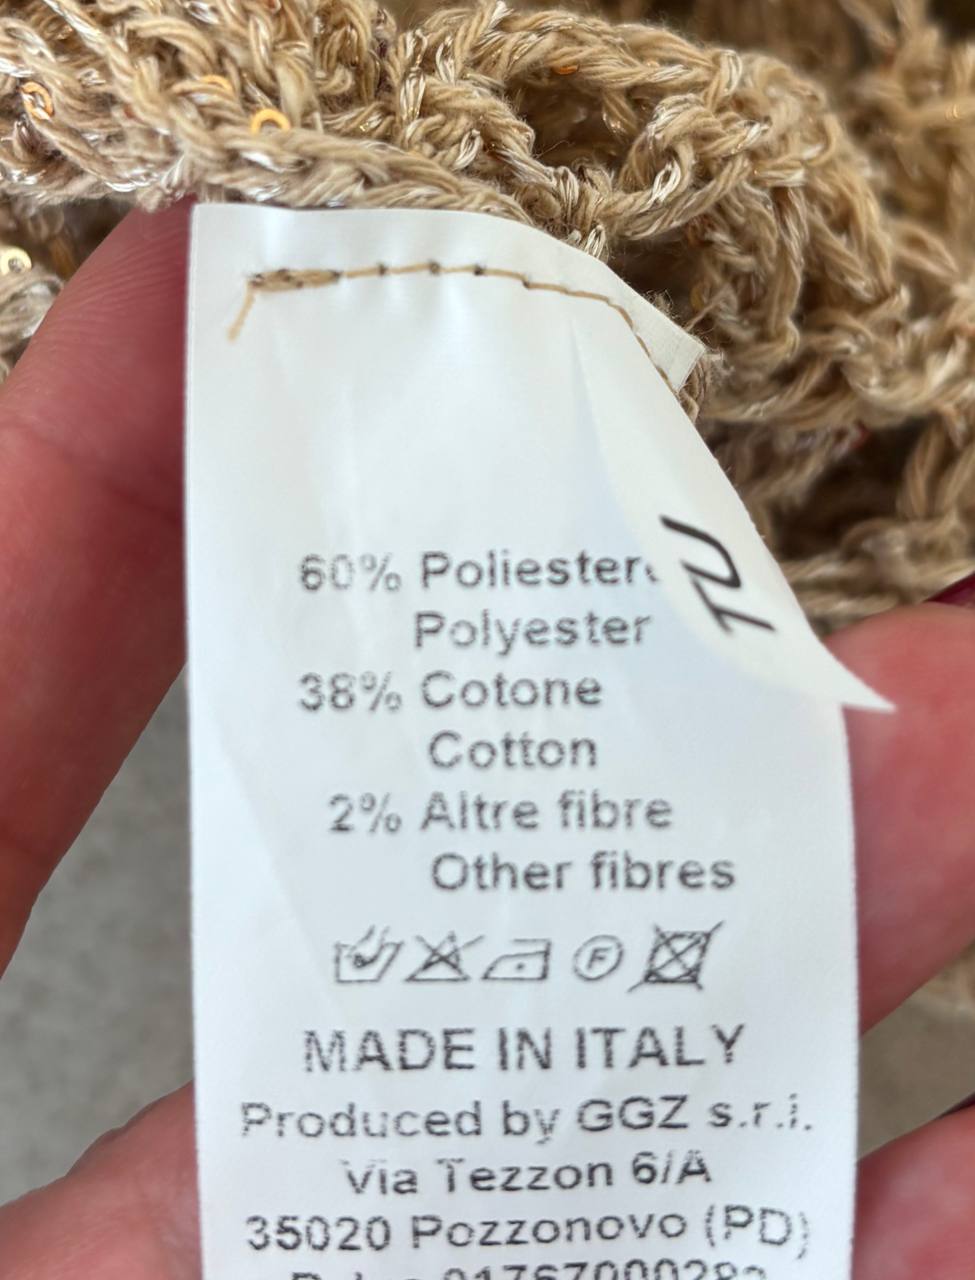 TU
60% Poliestere
Polyester
38% Cotone
Cotton
2% Altre fibre
Other fibres
F
MADE IN ITALY
Produced by GGZ s.r.l.
Via Tezzon 6/A
35020 Pozzonovo (PD)